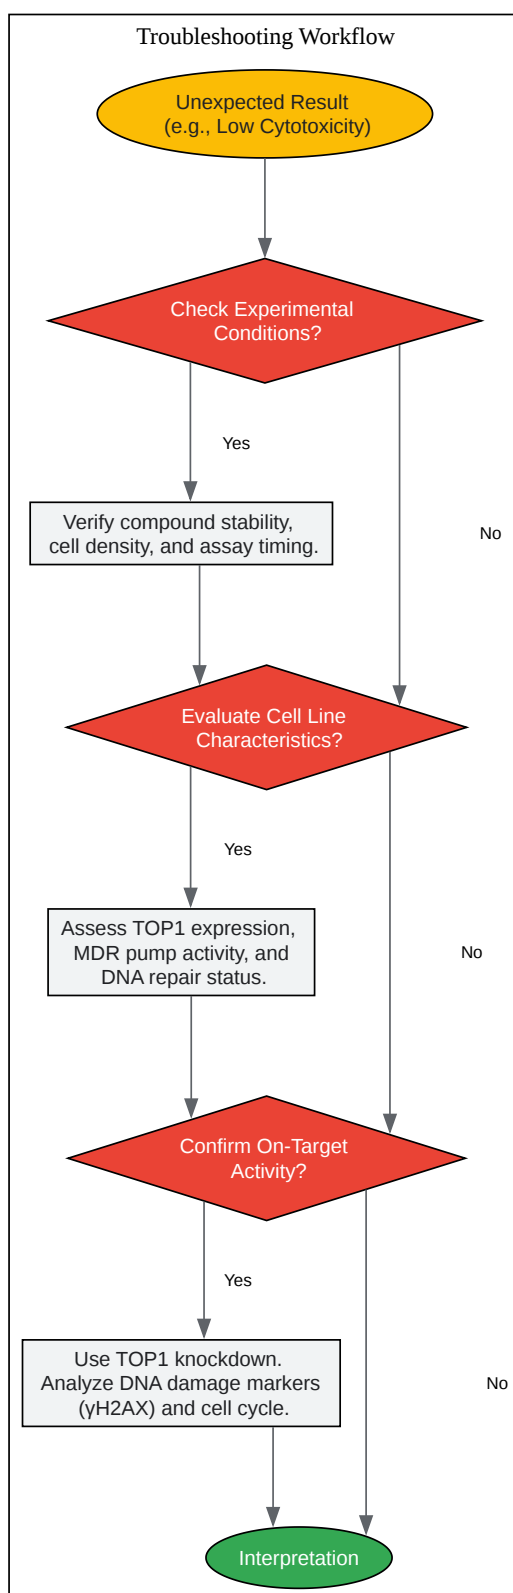 Troubleshooting Workflow
Unexpected Result
(e.g., Low Cytotoxicity)
Check Experimental
Conditions?
Yes
No
Verify compound stability,
cell density, and assay timing.
Evaluate Cell Line
Characteristics?
Yes
No
Assess TOP1 expression,
MDR pump activity, and
DNA repair status.
Confirm On-Target
Activity?
Yes
No
Use TOP1 knockdown.
Analyze DNA damage markers
(γH2AX) and cell cycle.
Interpretation